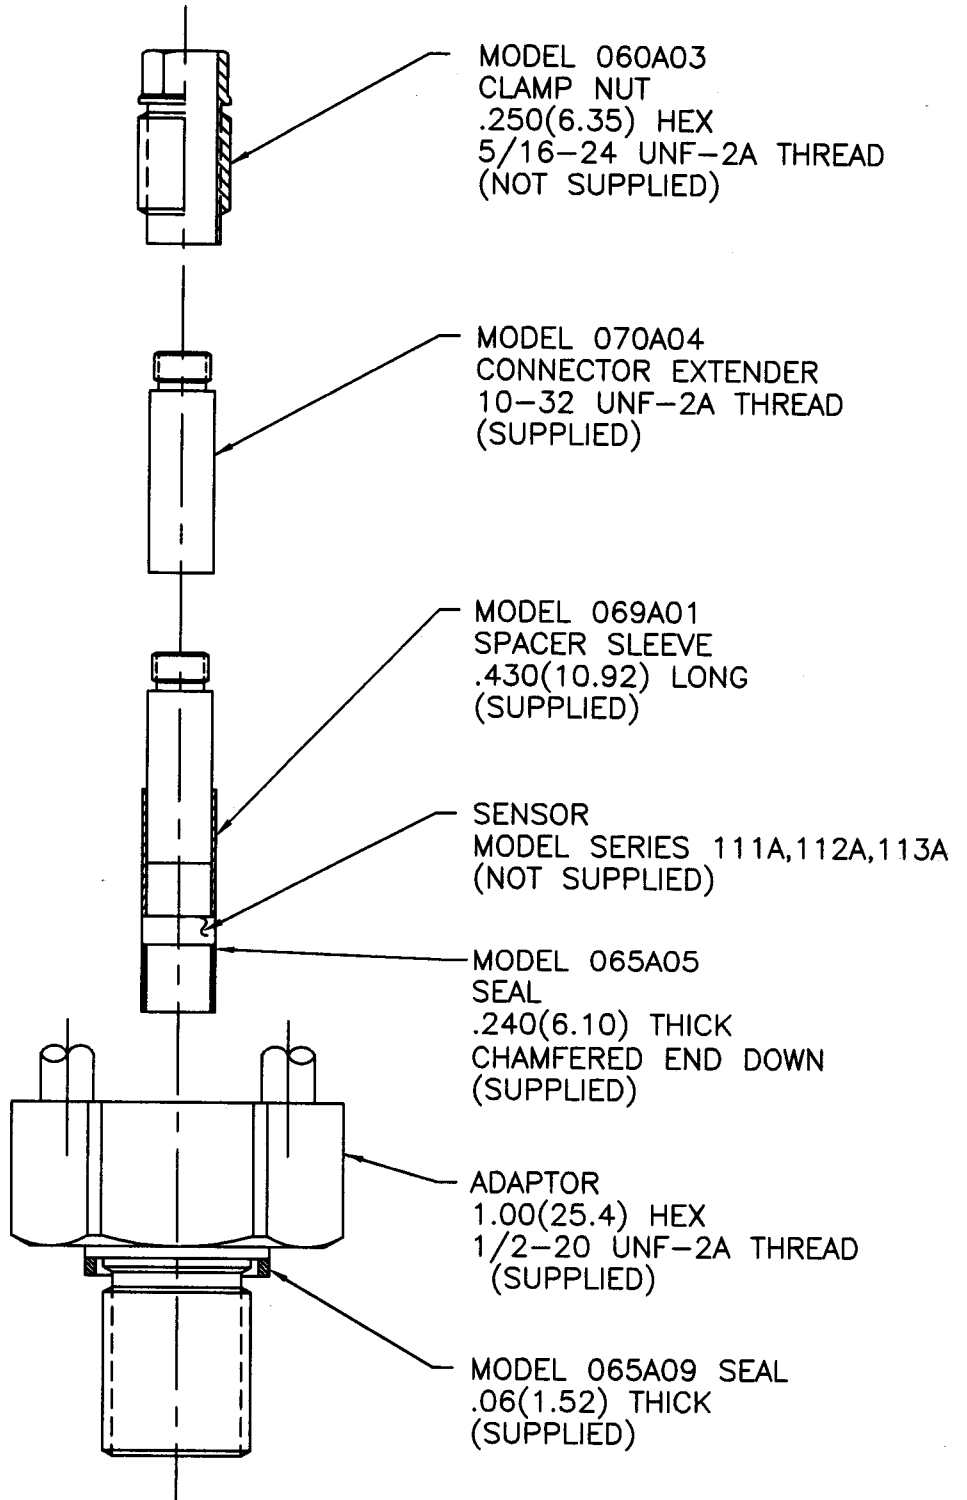 MODEL 060A03
CLAMP NUT
.250(6.35) HEX
5/16-24 UNF-2A THREAD
(NOT SUPPLIED)
MODEL 070A04
CONNECTOR EXTENDER
10-32 UNF-2A THREAD
(SUPPLIED)
MODEL 069A01
SPACER SLEEVE
.430(10.92) LONG
(SUPPLIED)
SENSOR
MODEL SERIES 111A,112A,113A
(NOT SUPPLIED)
MODEL 065A05
SEAL
.240(6.10) THICK
CHAMFERED END DOWN
(SUPPLIED)
ADAPTOR
1.00(25.4) HEX
1/2-20 UNF-2A THREAD
(SUPPLIED)
MODEL 065A09 SEAL
.06(1.52) THICK
(SUPPLIED)